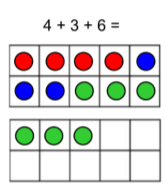 4 + 3 + 6 =